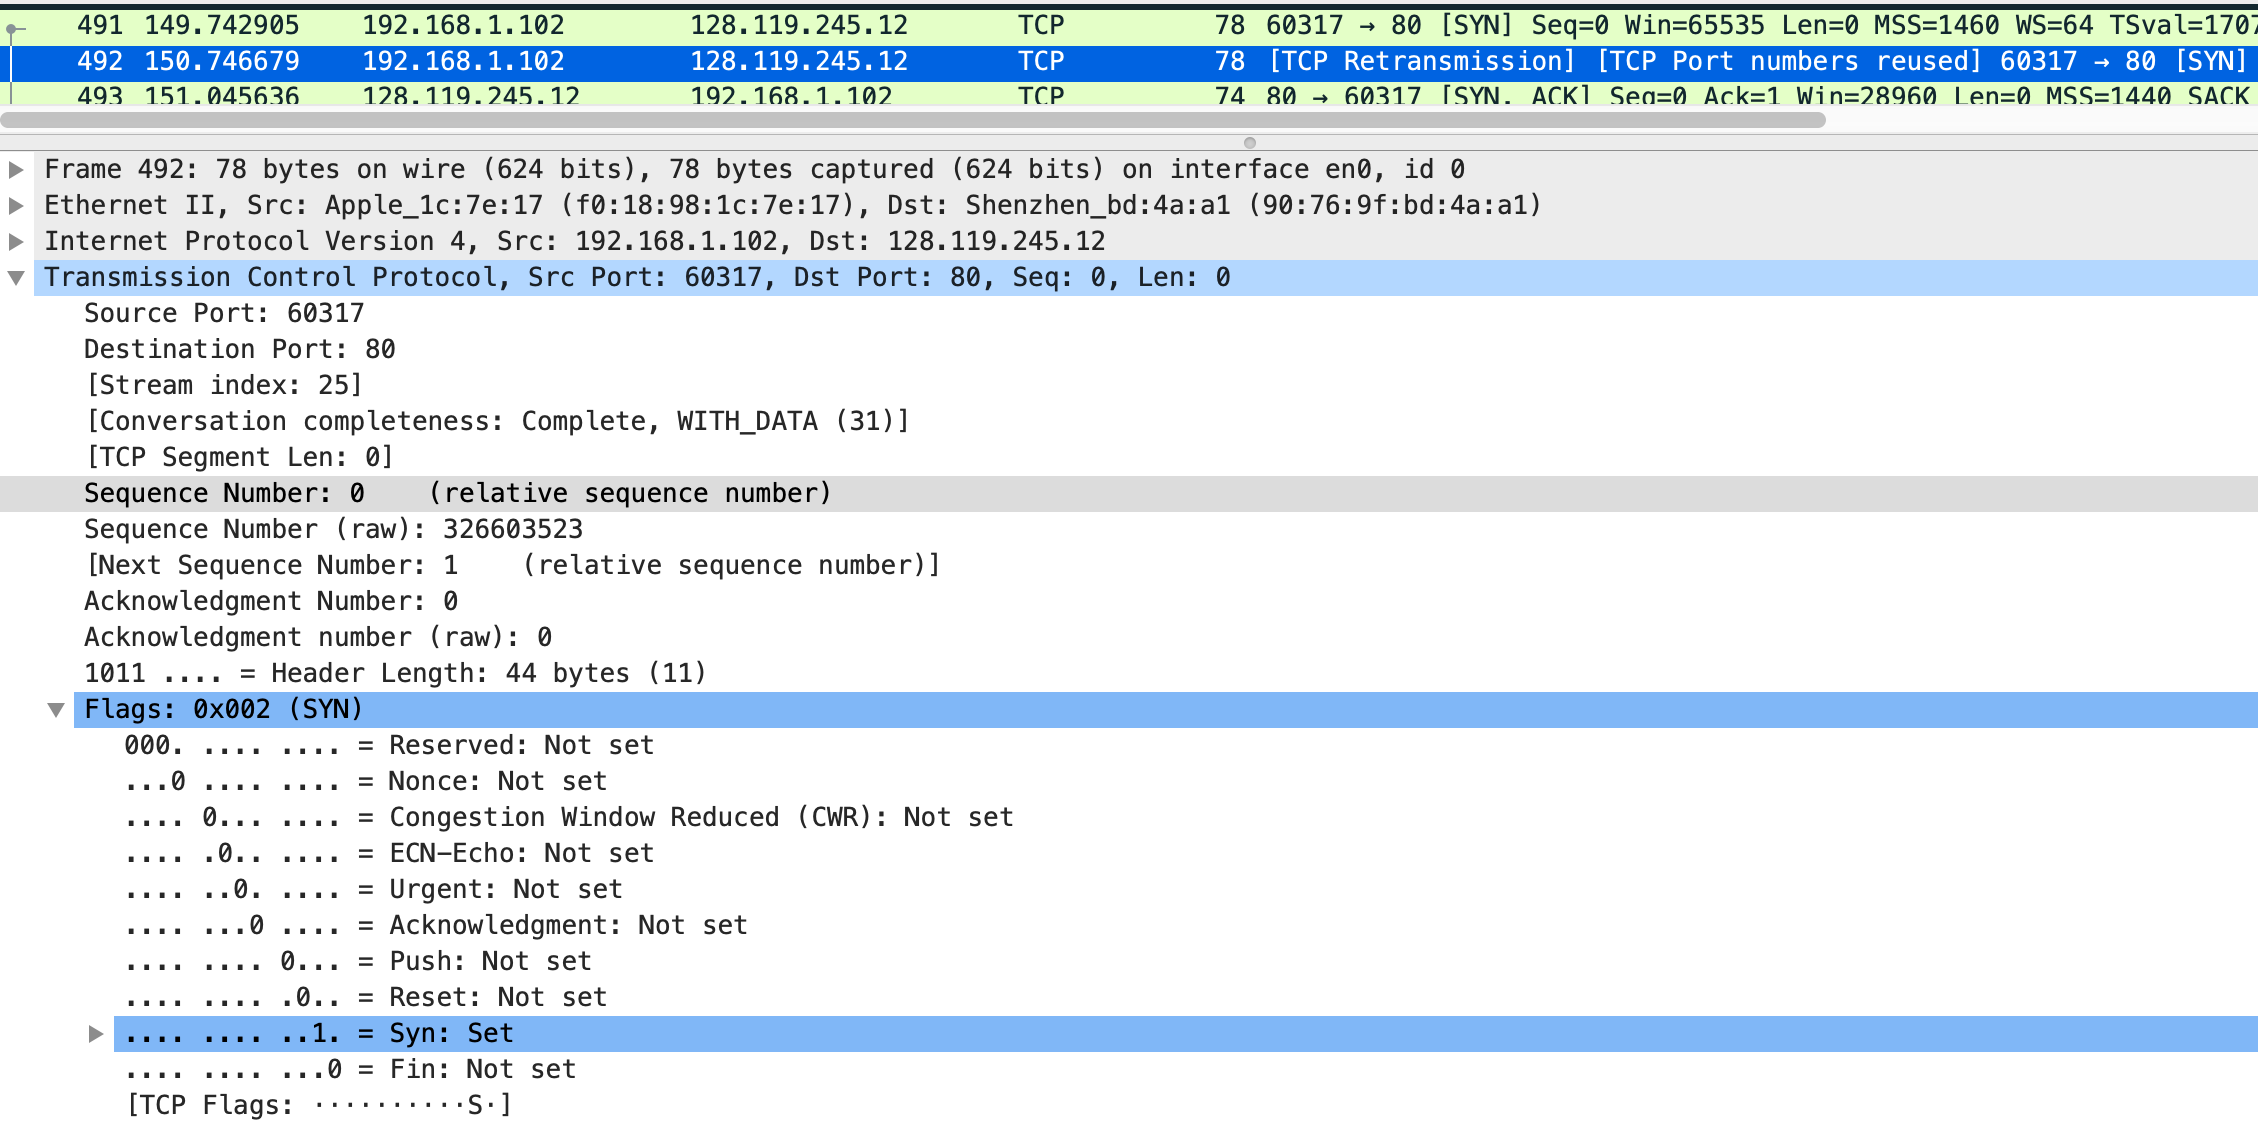 491 149.742905 192.168.1.102 128.119.245.12 TCP 78 60317 → 80 [SYN] Seq=0 Win=65535 Len=0 MSS=1460 WS=64 TSval=1707
492 150.746679 192.168.1.102 128.119.245.12 TCP 78 [TCP Retransmission] [TCP Port numbers reused] 60317 → 80 [SYN]
493 151.045636 128.119.245.12 192.168.1.102 TCP 74 80 → 60317 [SYN, ACK] Seq=0 Ack=1 Win=28960 Len=0 MSS=1440 SACK
Frame 492: 78 bytes on wire (624 bits), 78 bytes captured (624 bits) on interface en0, id 0
Ethernet II, Src: Apple_1c:7e:17 (f0:18:98:1c:7e:17), Dst: Shenzhen_bd:4a:a1 (90:76:9f:bd:4a:a1)
Internet Protocol Version 4, Src: 192.168.1.102, Dst: 128.119.245.12
Transmission Control Protocol, Src Port: 60317, Dst Port: 80, Seq: 0, Len: 0
Source Port: 60317
Destination Port: 80
[Stream index: 25]
[Conversation completeness: Complete, WITH_DATA (31)]
[TCP Segment Len: 0]
Sequence Number: 0    (relative sequence number)
Sequence Number (raw): 326603523
[Next Sequence Number: 1    (relative sequence number)]
Acknowledgment Number: 0
Acknowledgment number (raw): 0
1011 .... = Header Length: 44 bytes (11)
Flags: 0x002 (SYN)
000. .... .... = Reserved: Not set
...0 .... .... = Nonce: Not set
.... 0... .... = Congestion Window Reduced (CWR): Not set
.... .0.. .... = ECN-Echo: Not set
.... ..0. .... = Urgent: Not set
.... ...0 .... = Acknowledgment: Not set
.... .... 0... = Push: Not set
.... .... .0.. = Reset: Not set
.... .... ..1. = Syn: Set
.... .... ...0 = Fin: Not set
[TCP Flags: ··········S·]